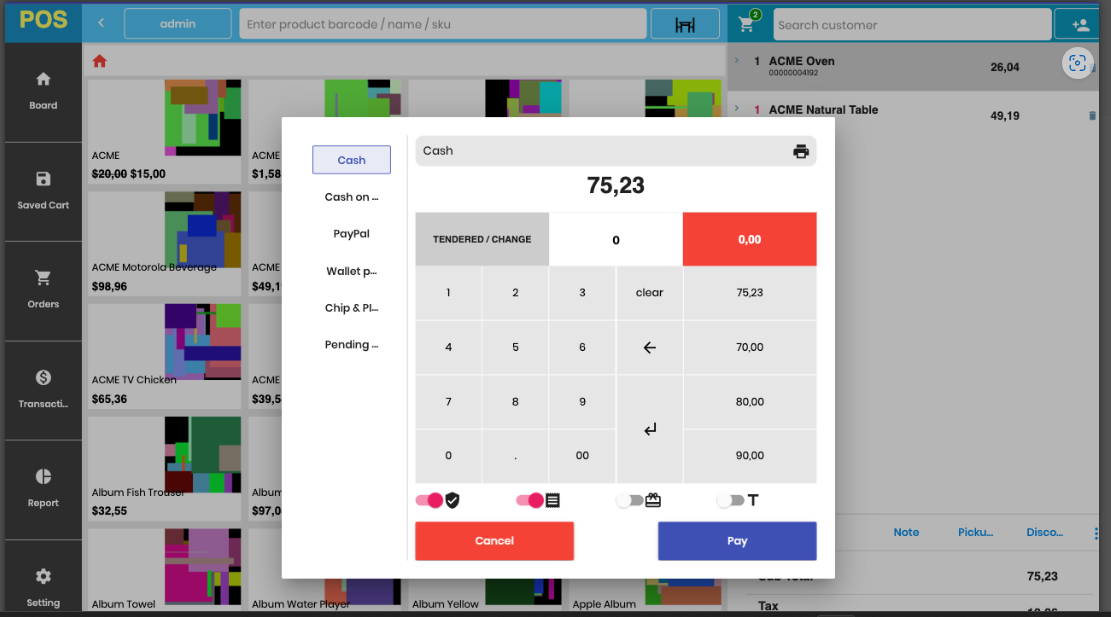 POS
admin
Enter product barcode / name / sku
2
Search customer
Board
Saved Cart
Orders
Transacti...
Report
Setting
ACME
$20,00 $15,00
ACME
$1,58
ACME Motorola Beverage
$98,96
ACME
$49,1
ACME TV Chicken
$65,36
ACME
$39,5
Album Fish Trouser
$32,55
Album
$97,0
Album Towel
Album Water Player
Album Yellow
Apple Album
1 ACME Oven 26,04
00000004192
1 ACME Natural Table 49,19
Cash
Cash on ...
PayPal
Wallet p...
Chip & PI...
Pending ...
Cash
75,23
TENDERED / CHANGE 0 0,00
1 2 3 clear 75,23
4 5 6 70,00
7 8 9 80,00
0 . 00 90,00
T
Cancel Pay
Note Picku... Disco...
Sub Total 75,23
Tax